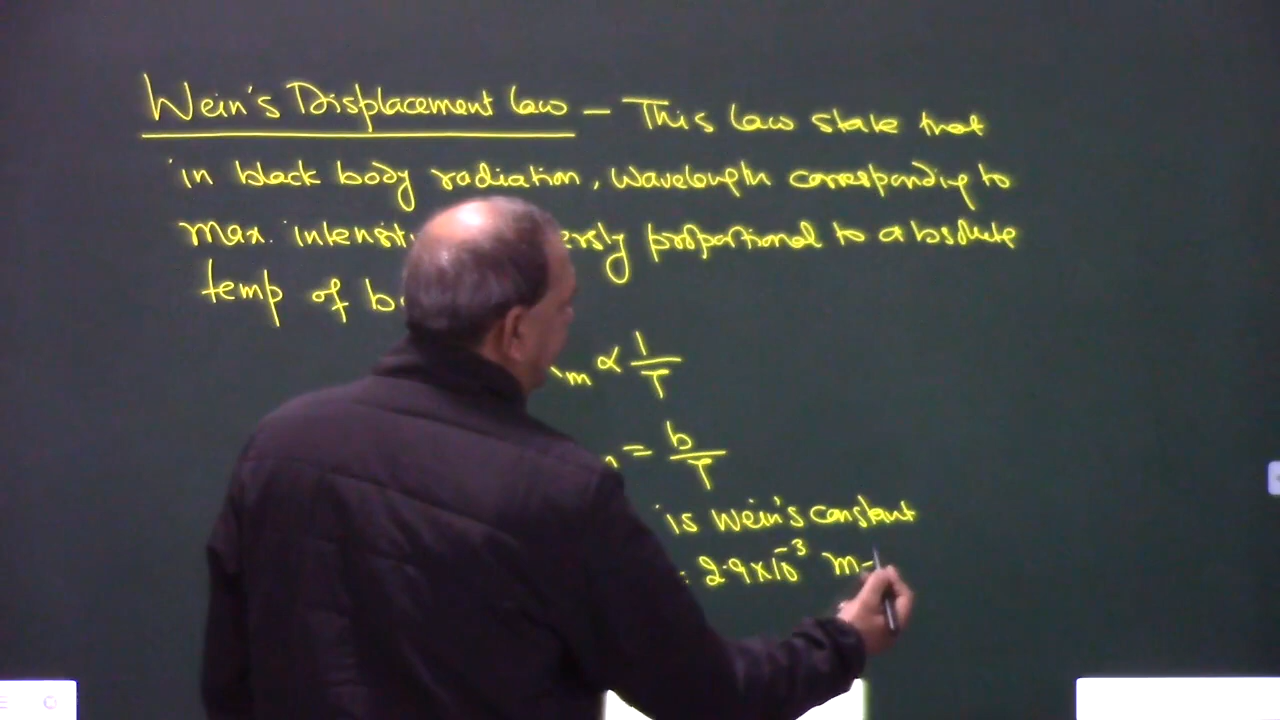 Wein's Displacement law – This law state that
in black body radiation, Wavelength corresponding to
max. intensi ersly proportional to absolute
temp of b
m ∝ 1/T
= b/T
is Wein's constant
: 2.9×10⁻³ m-